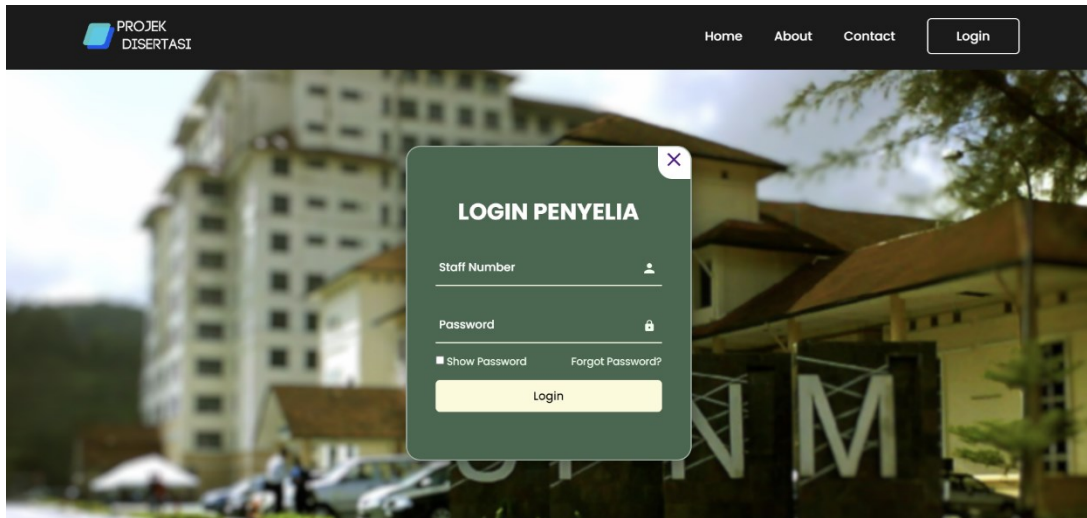 PROJEK
DISERTASI
Home About Contact Login
LOGIN PENYELIA
Staff Number
Password
Show Password Forgot Password?
Login